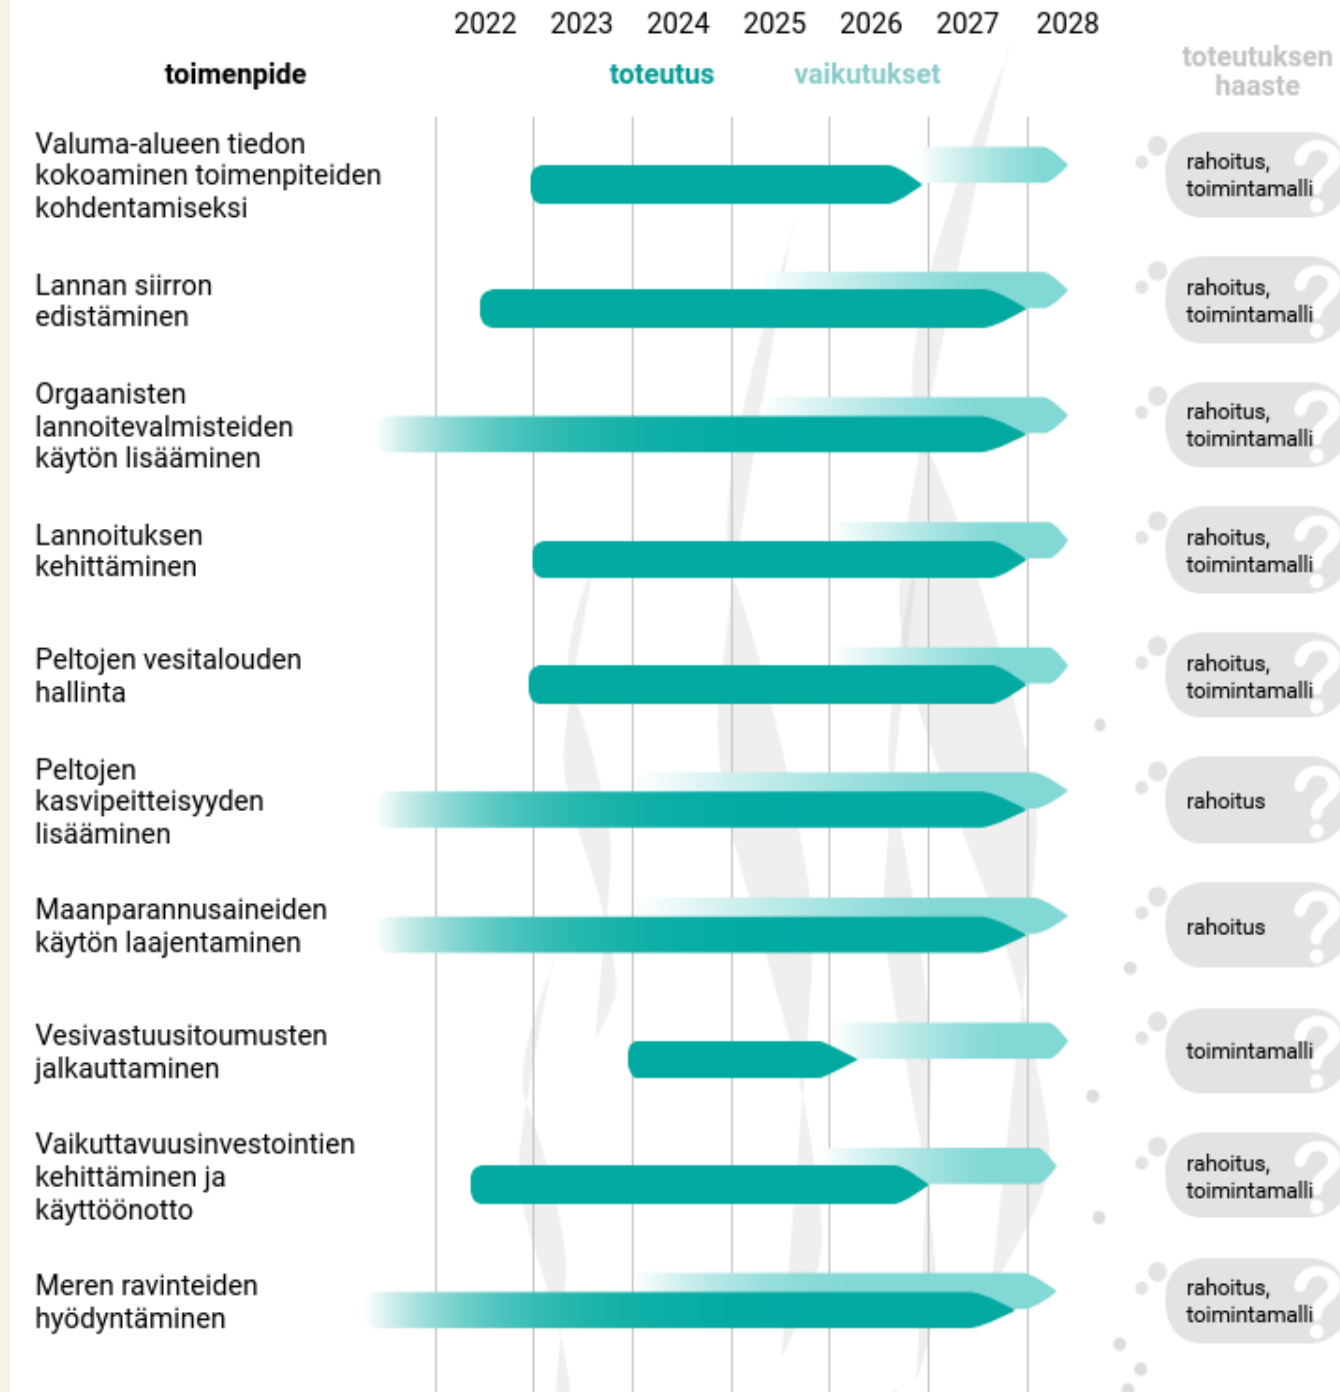 2022 2023 2024 2025 2026 2027 2028
toimenpide toteutus vaikutukset toteutuksen
haaste
Valuma-alueen tiedon
kokoaminen toimenpiteiden
kohdentamiseksi
rahoitus,
toimintamalli
?
Lannan siirron
edistäminen
rahoitus,
toimintamalli
?
Orgaanisten
lannoitevalmisteiden
käytön lisääminen
rahoitus,
toimintamalli
?
Lannoituksen
kehittäminen
rahoitus,
toimintamalli
?
Peltojen vesitalouden
hallinta
rahoitus,
toimintamalli
?
Peltojen
kasvipeitteisyyden
lisääminen
rahoitus
?
Maanparannusaineiden
käytön laajentaminen
rahoitus
?
Vesivastuusitoumusten
jalkauttaminen
toimintamalli
?
Vaikuttavuusinvestointien
kehittäminen ja
käyttöönotto
rahoitus,
toimintamalli
?
Meren ravinteiden
hyödyntäminen
rahoitus,
toimintamalli
?